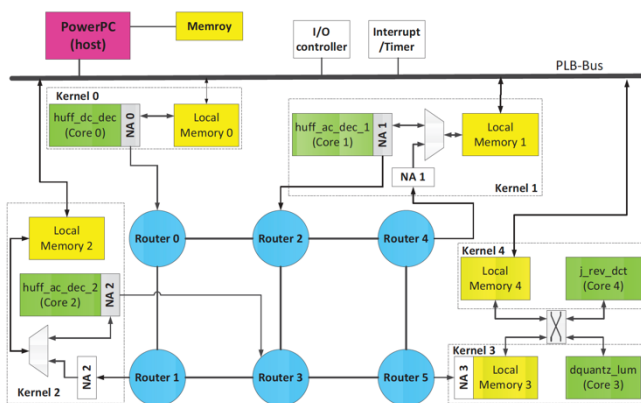 PowerPC
(host)
Memroy
I/O
controller
Interrupt
/Timer
PLB-Bus
Kernel 0
huff_dc_dec
(Core 0)
NA 0
Local
Memory 0
huff_ac_dec_1
(Core 1)
NA 1
Local
Memory 1
NA 1
Kernel 1
Local
Memory 2
Router 0
Router 2
Router 4
Kernel 4
Local
Memory 4
j_rev_dct
(Core 4)
huff_ac_dec_2
(Core 2)
NA 2
NA 2
Kernel 2
Router 1
Router 3
Router 5
Kernel 3
NA 3
Local
Memory 3
dquantz_lum
(Core 3)